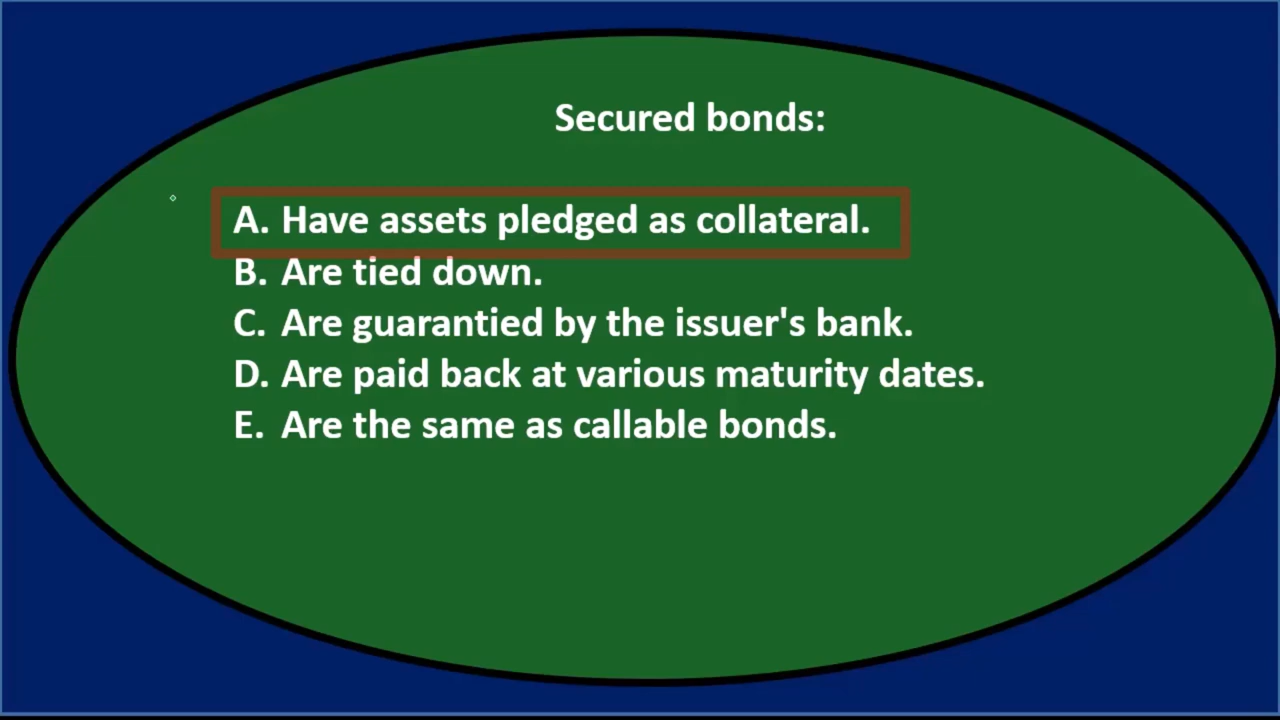 Secured bonds:
A. Have assets pledged as collateral.
B. Are tied down.
C. Are guarantied by the issuer's bank.
D. Are paid back at various maturity dates.
E. Are the same as callable bonds.